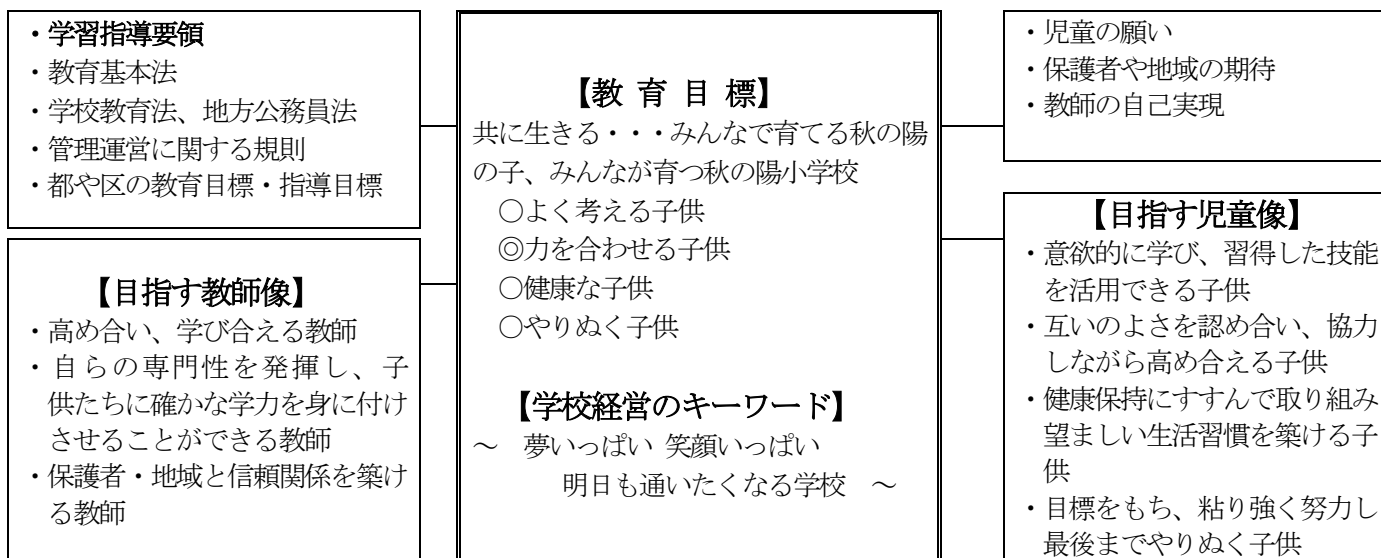 ・学習指導要領
・教育基本法
・学校教育法、地方公務員法
・管理運営に関する規則
・都や区の教育目標・指導目標
【目指す教師像】
・高め合い、学び合える教師
・自らの専門性を発揮し、子
供たちに確かな学力を身に付け
させることができる教師
・保護者・地域と信頼関係を築け
る教師
【教 育 目 標】
共に生きる・・・みんなで育てる秋の陽
の子、みんなが育つ秋の陽小学校
○よく考える子供
◎力を合わせる子供
○健康な子供
○やりぬく子供
【学校経営のキーワード】
~ 夢いっぱい 笑顔いっぱい
明日も通いたくなる学校 ~
・児童の願い
・保護者や地域の期待
・教師の自己実現
【目指す児童像】
・意欲的に学び、習得した技能
を活用できる子供
・互いのよさを認め合い、協力
しながら高め合える子供
・健康保持にすすんで取り組み
望ましい生活習慣を築ける子
供
・目標をもち、粘り強く努力し
最後までやりぬく子供